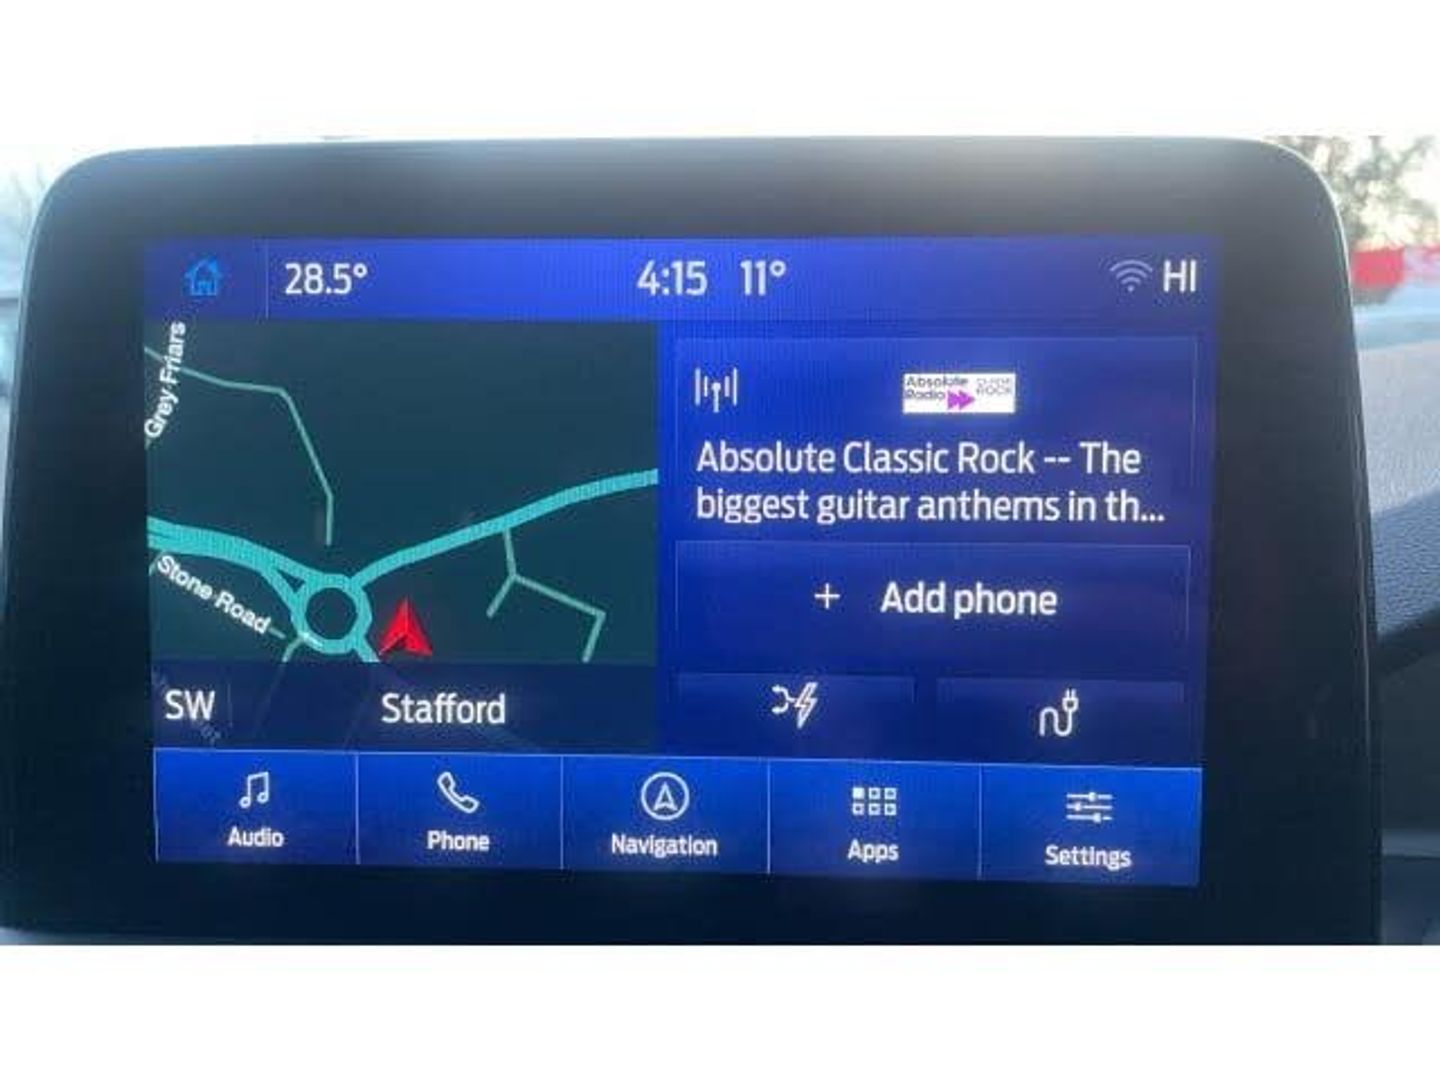 28.5°
4:15 11°
HI
Grey Friars
Stone Road
SW
Stafford
Absolute
Radio
ROCK
Absolute Classic Rock -- The
biggest guitar anthems in th...
+ Add phone
Audio
Phone
Navigation
Apps
Settings